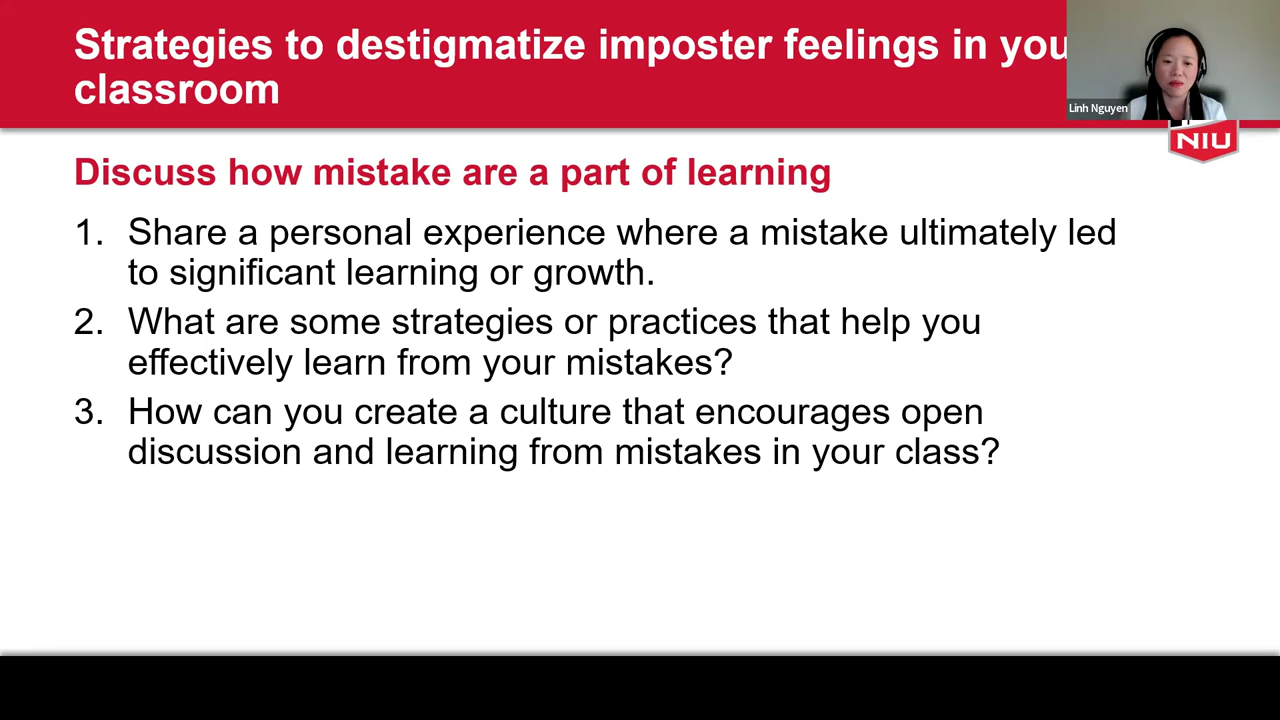 Strategies to destigmatize imposter feelings in you
classroom
Linh Nguyen
NIU
Discuss how mistake are a part of learning
1. Share a personal experience where a mistake ultimately led
to significant learning or growth.
2. What are some strategies or practices that help you
effectively learn from your mistakes?
3. How can you create a culture that encourages open
discussion and learning from mistakes in your class?